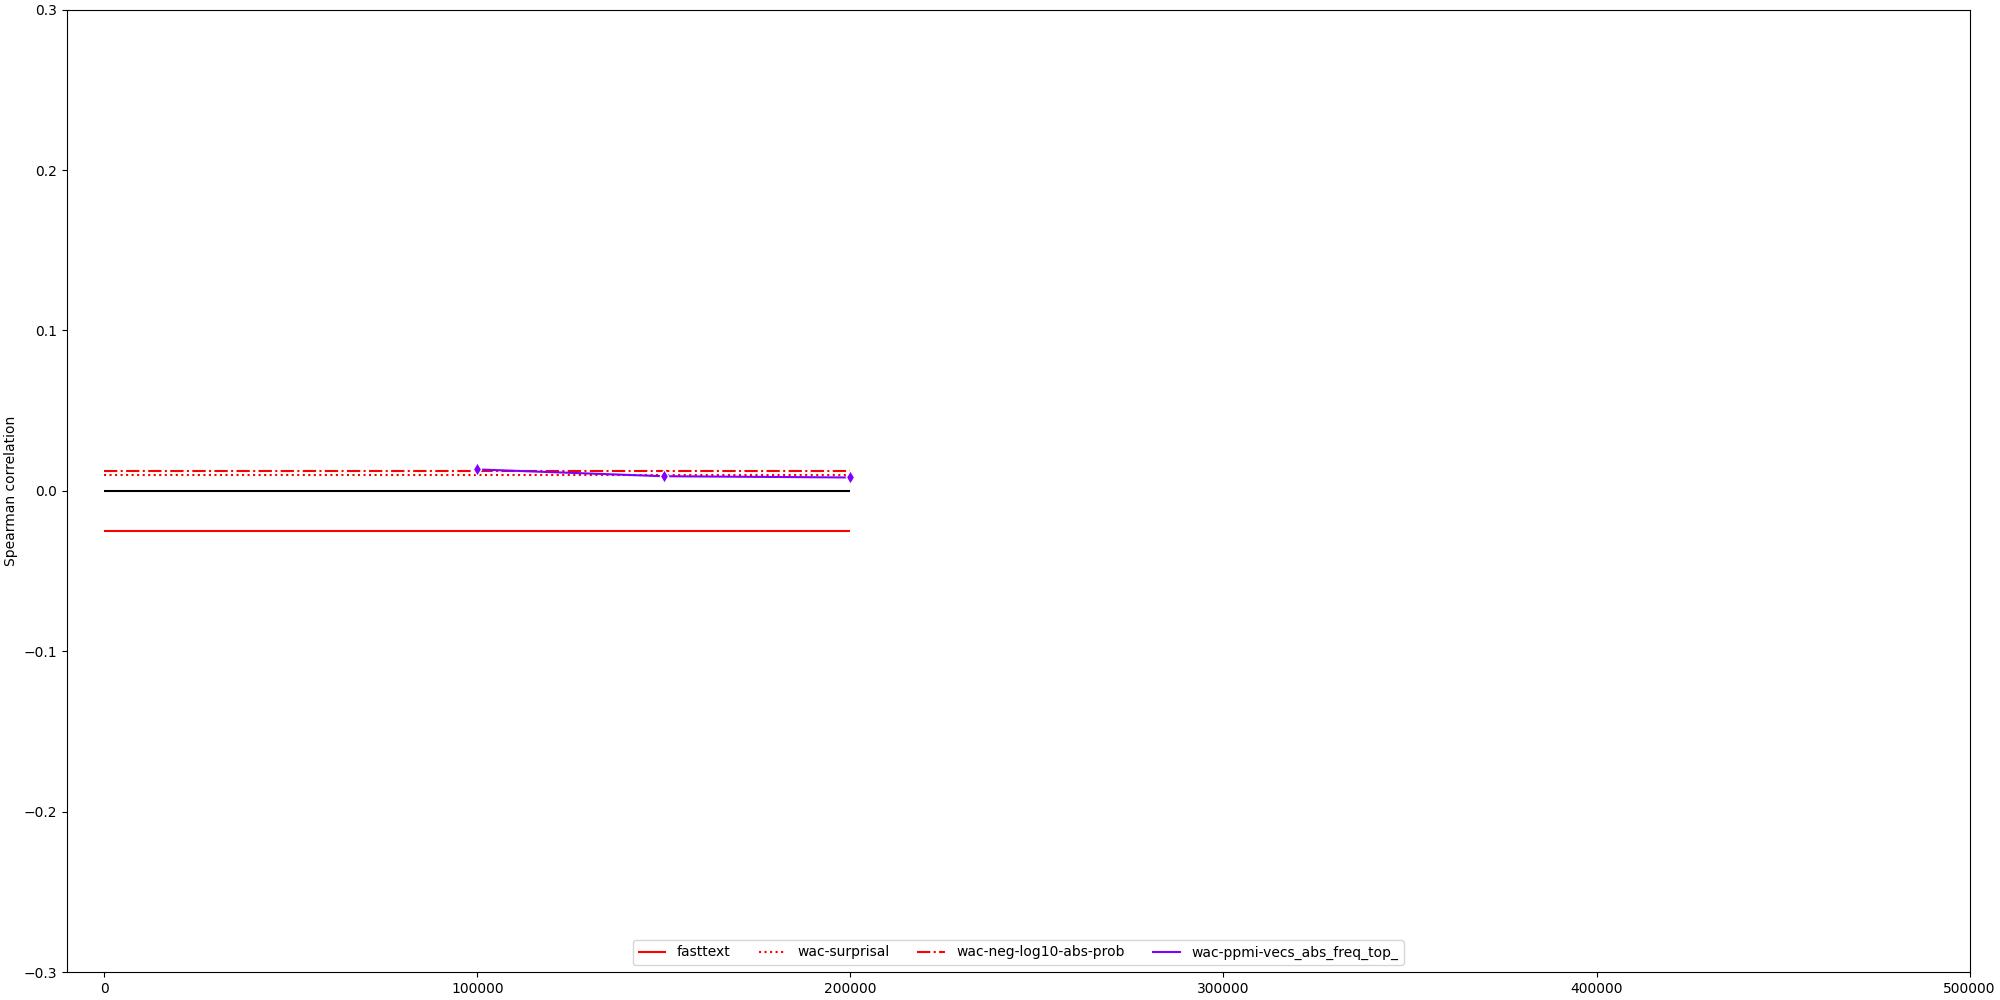 0.3
0.2
0.1
0.0
−0.1
−0.2
−0.3
Spearman correlation
fasttext wac-surprisal wac-neg-log10-abs-prob wac-ppmi-vecs_abs_freq_top_
0 100000 200000 300000 400000 500000